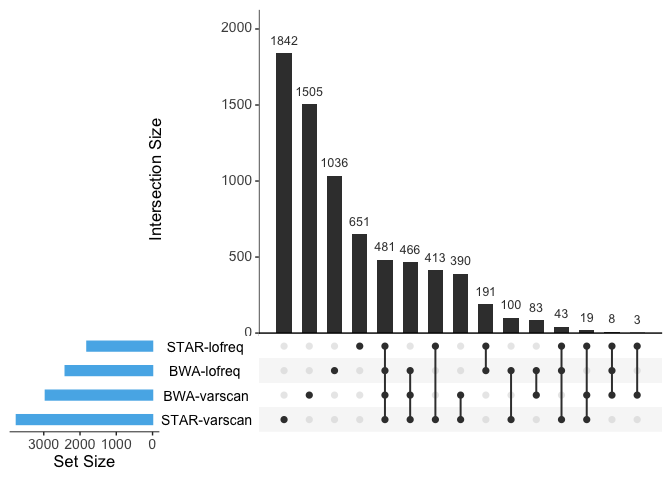 2000
1500
1000
500
0
Intersection Size
1842
1505
1036
651
481
466
413
390
191
100
83
43
19
8
3
STAR-lofreq
BWA-lofreq
BWA-varscan
STAR-varscan
3000 2000 1000 0
Set Size